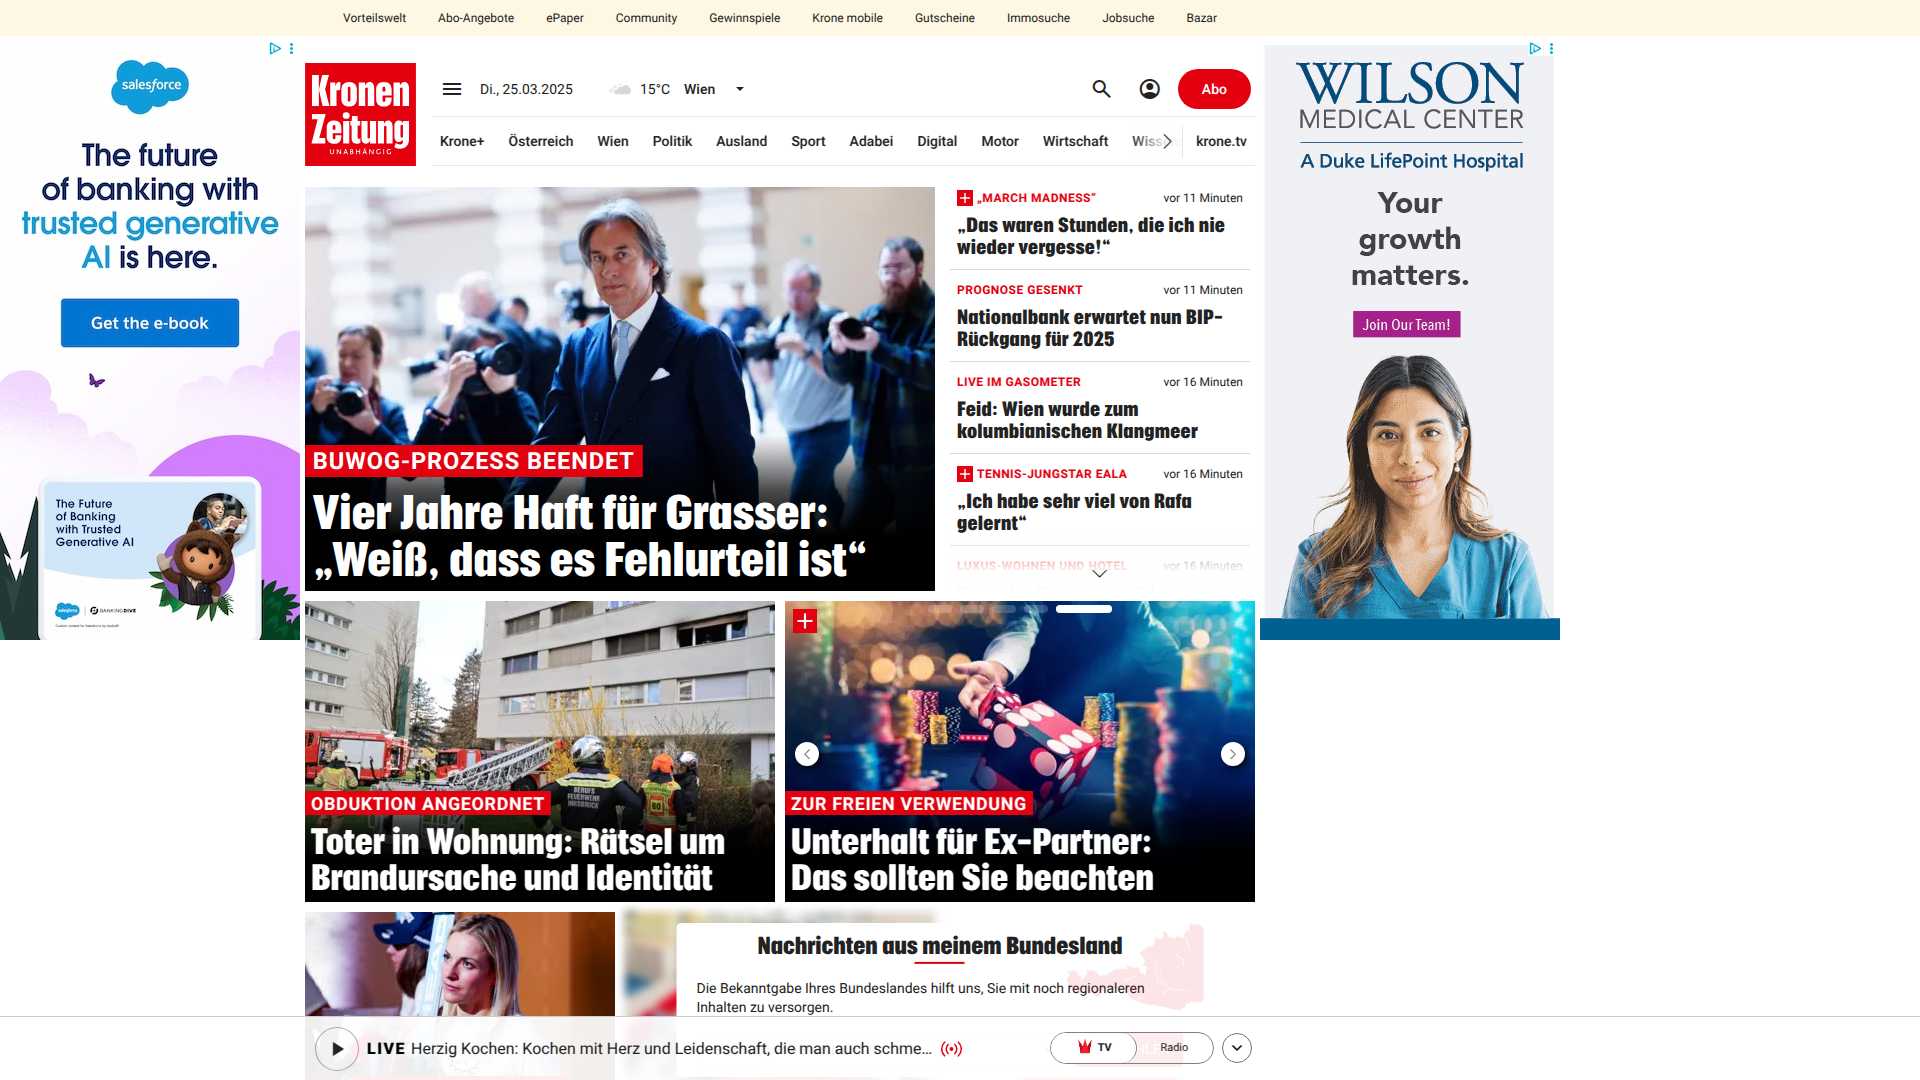 Vorteilswelt Abo-Angebote ePaper Community Gewinnspiele Krone mobile Gutscheine Immosuche Jobsuche Bazar
salesforce
The future
of banking with
trusted generative
AI is here.
Get the e-book
The Future
of Banking
with Trusted
Generative AI
salesforce BANKINGDIVE
Kronen
Zeitung
UNABHÄNGIG
Di., 25.03.2025 15°C Wien
Abo
Krone+ Österreich Wien Politik Ausland Sport Adabei Digital Motor Wirtschaft Wiss krone.tv
BUWOG-PROZESS BEENDET
Vier Jahre Haft für Grasser:
„Weiß, dass es Fehlurteil ist“
„MARCH MADNESS“ vor 11 Minuten
„Das waren Stunden, die ich nie
wieder vergesse!“
PROGNOSE GESENKT vor 11 Minuten
Nationalbank erwartet nun BIP-
Rückgang für 2025
LIVE IM GASOMETER vor 16 Minuten
Feid: Wien wurde zum
kolumbianischen Klangmeer
TENNIS-JUNGSTAR EALA vor 16 Minuten
„Ich habe sehr viel von Rafa
gelernt“
LUXUS-WOHNEN UND HOTEL vor 16 Minuten
WILSON
MEDICAL CENTER
A Duke LifePoint Hospital
Your
growth
matters.
Join Our Team!
BERUFS
FEUERWEHR
INNSBRUCK
OBDUKTION ANGEORDNET
Toter in Wohnung: Rätsel um
Brandursache und Identität
ZUR FREIEN VERWENDUNG
Unterhalt für Ex-Partner:
Das sollten Sie beachten
Nachrichten aus meinem Bundesland
Die Bekanntgabe Ihres Bundeslandes hilft uns, Sie mit noch regionaleren
Inhalten zu versorgen.
LIVE Herzig Kochen: Kochen mit Herz und Leidenschaft, die man auch schme...
TV Radio